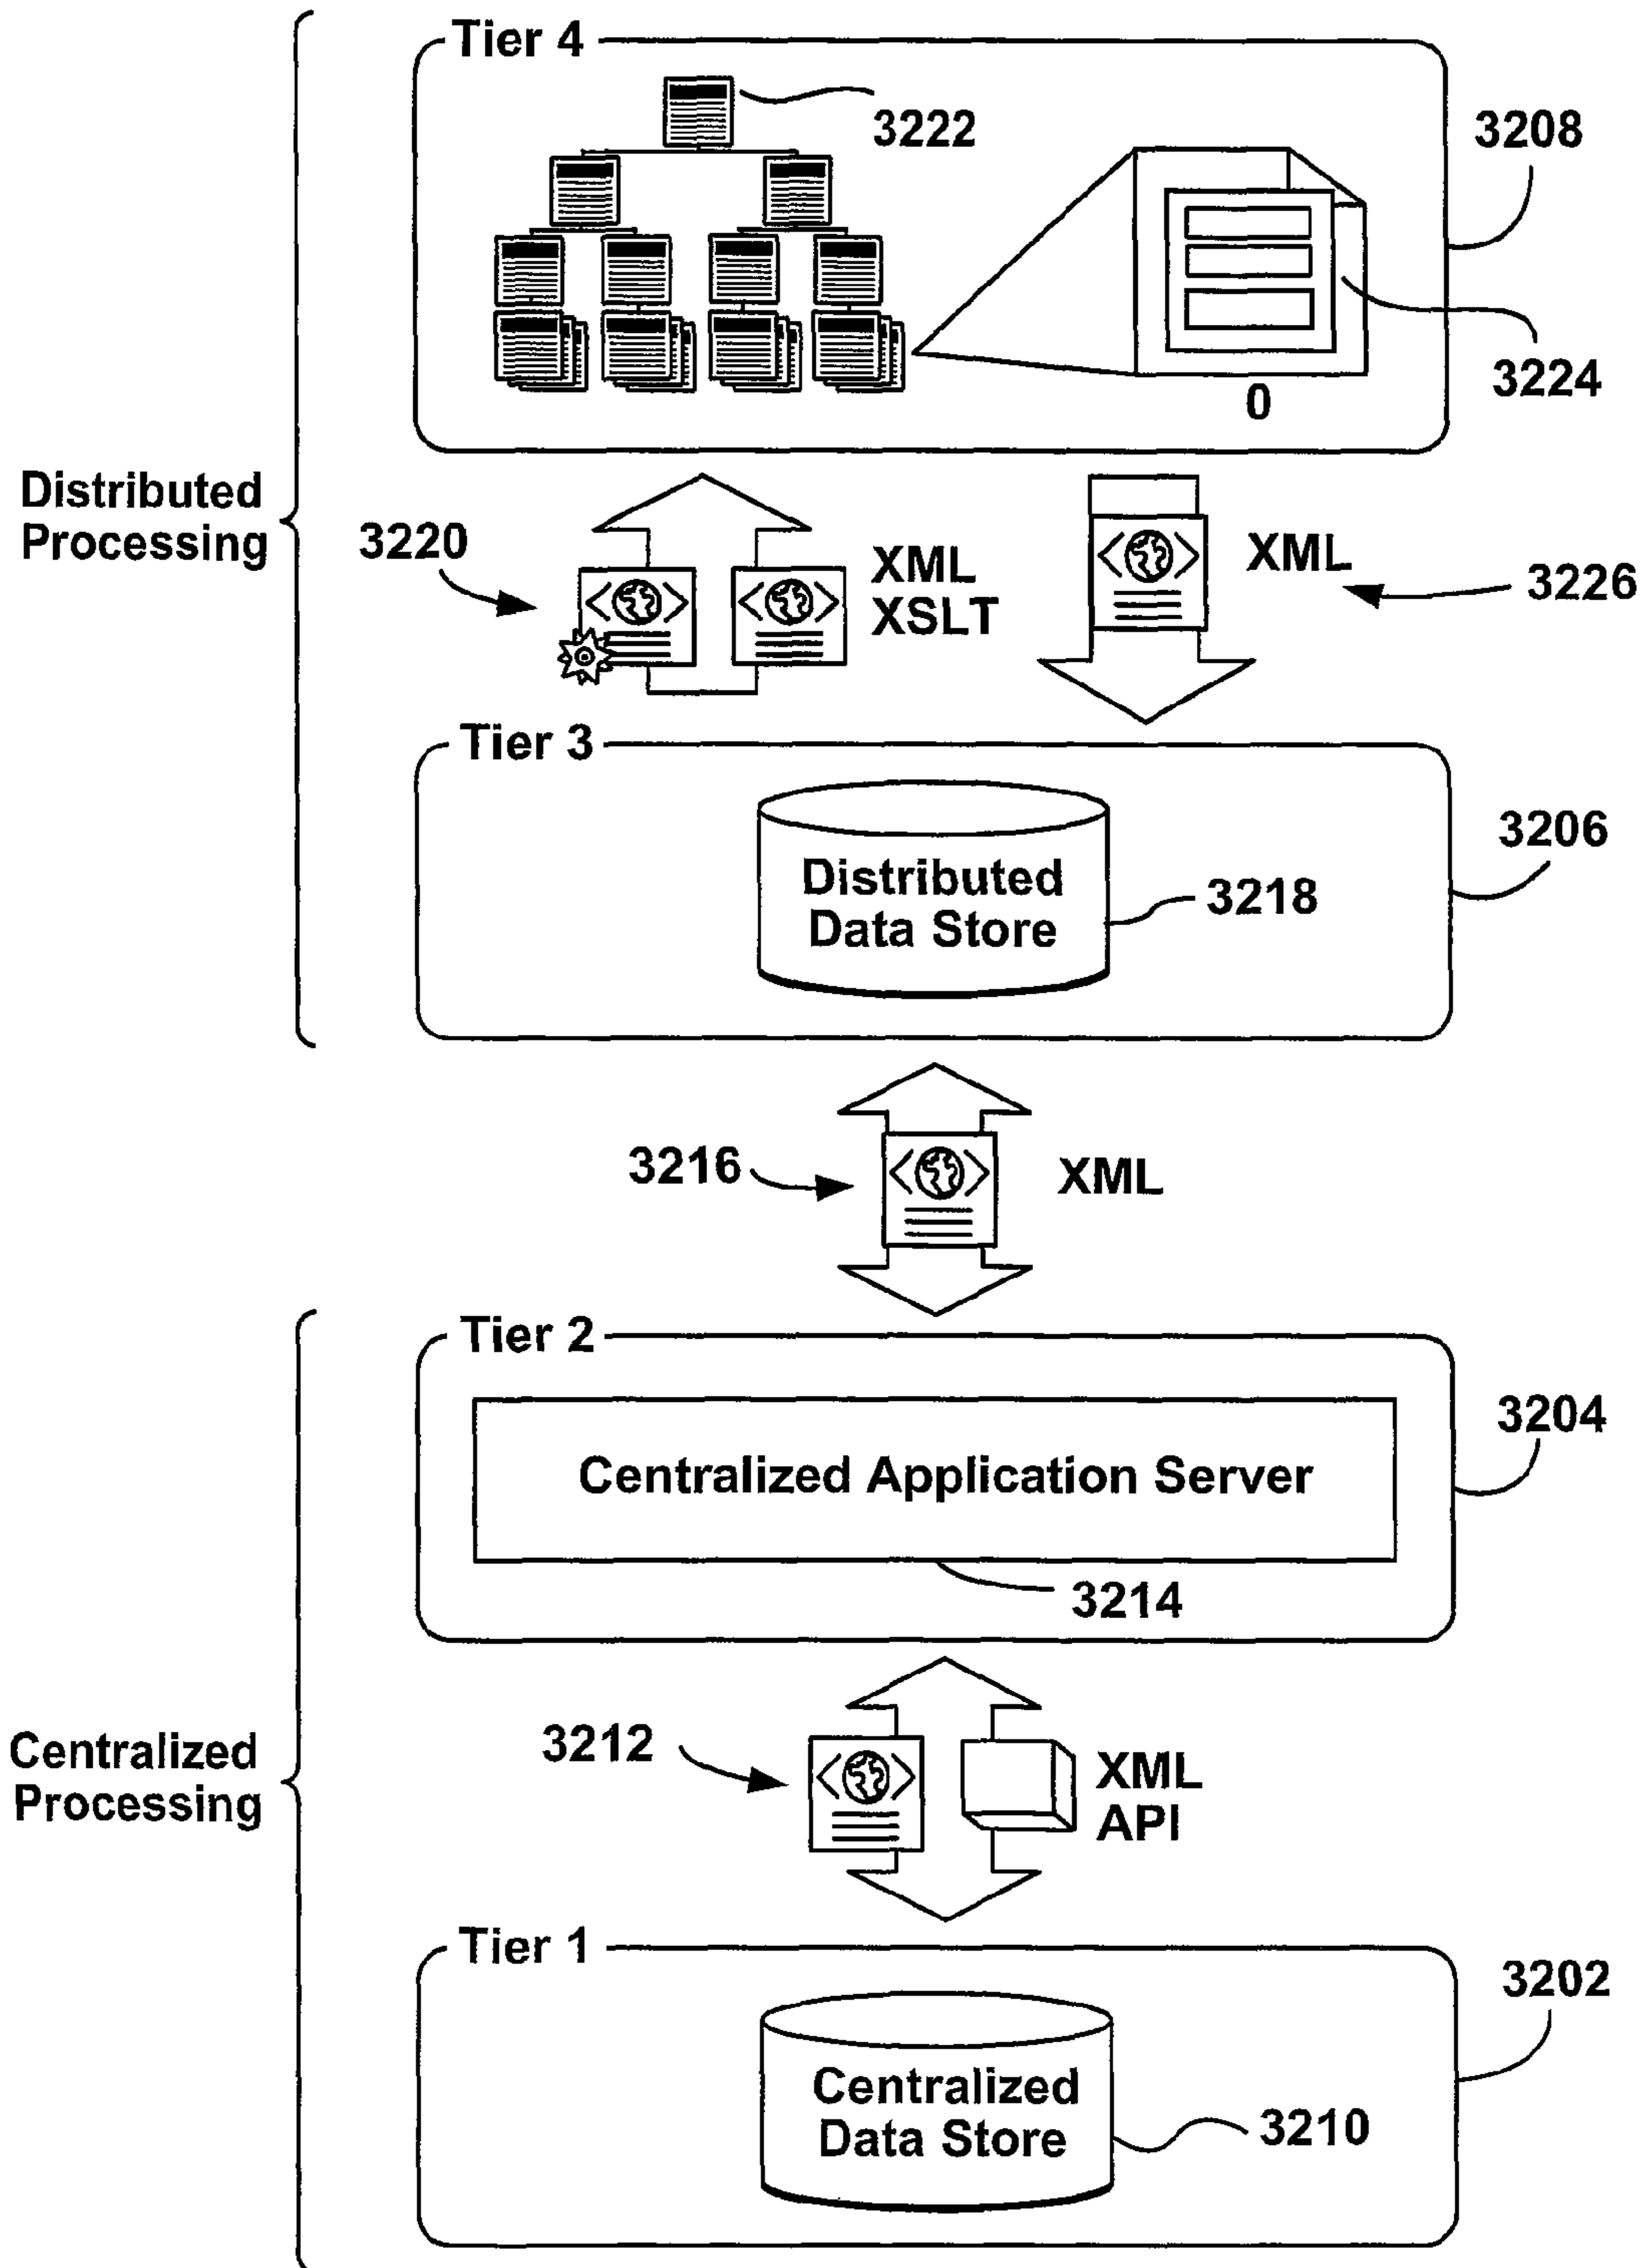 Tier 4
3222
3208
3224
0
Distributed
Processing
3220
XML
XSLT
XML
3226
Tier 3
3206
Distributed
Data Store
3218
3216
XML
Tier 2
3204
Centralized Application Server
3214
Centralized
Processing
3212
XML
API
Tier 1
3202
Centralized
Data Store
3210